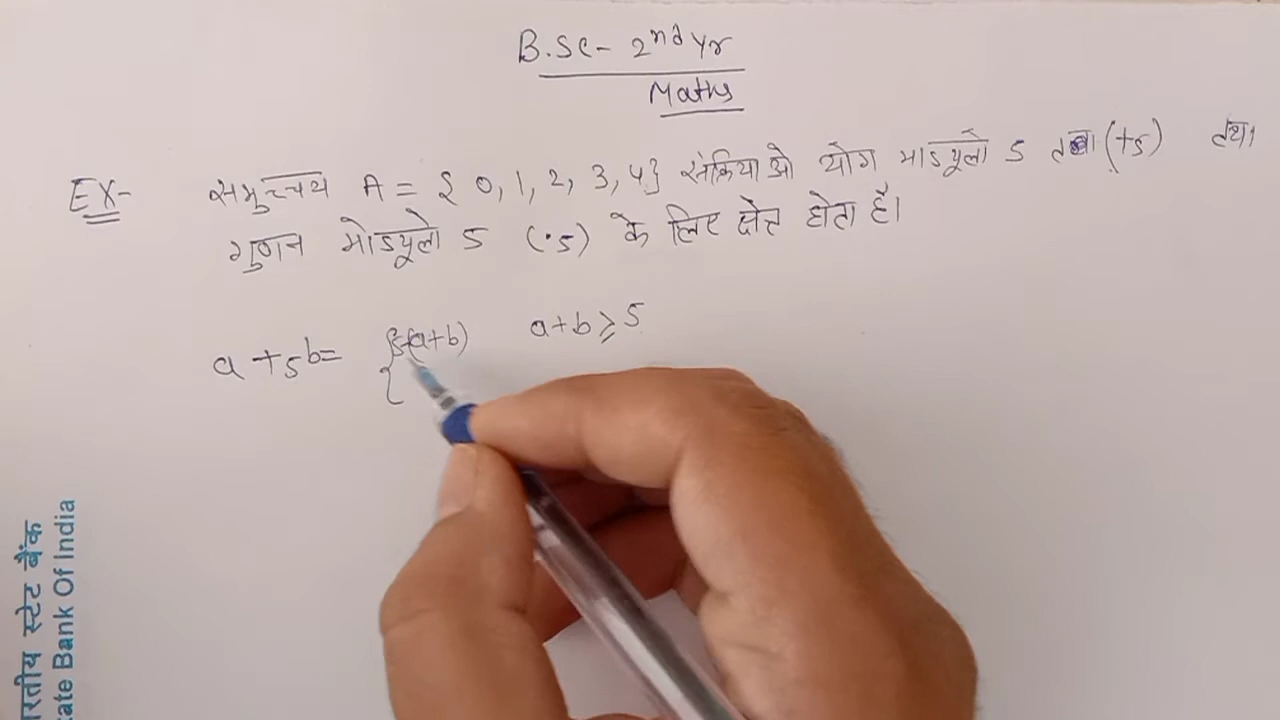 B.Sc- 2nd Yr
Maths
EX- समुच्चय A = { 0, 1, 2, 3, 4} संक्रियाओ योग माड्यूलो 5 (+5) तथा
गुणन मोड्यूलो 5 (·5) के लिए क्षेत्र होता है।
a +5 b = { (a+b) a+b ≥ 5
भारतीय स्टेट बैंक
State Bank Of India